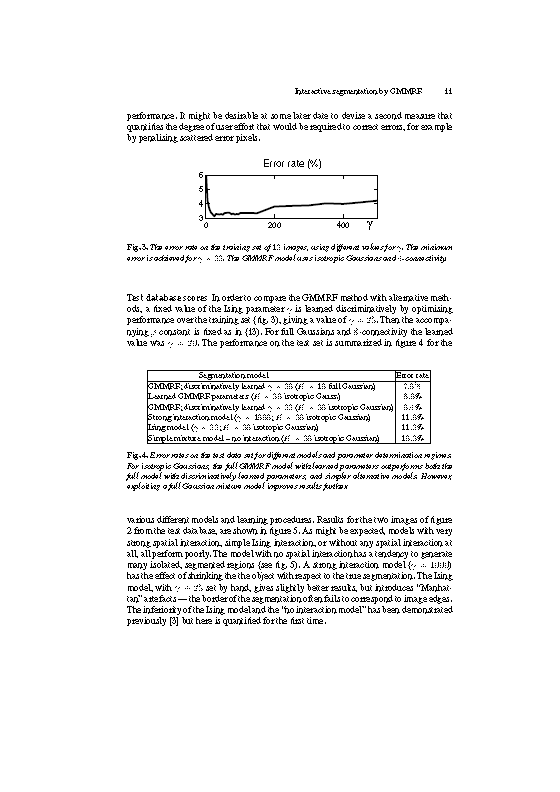 Interactive segmentation by GMMRF 11
performance. It might be desirable at some later date to devise a second measure that
quantifies the degree of user effort that would be required to correct errors, for example
by penalising scattered error pixels.
Error rate (%)
6
5
4
3
0 200 400 γ
Fig. 3. The error rate on the training set of images, using different values for γ. The minimum
error is achieved for γ The GMMRF model uses isotropic Gaussians and -connectivity.
Test database scores In order to compare the GMMRF method with alternative meth-
ods, a fixed value of the Ising parameter γ is learned discriminatively by optimising
performance over the training set (fig. 3), giving a value of γ Then the accompa-
nying constant is fixed as in (13). For full Gaussians and 8-connectivity the learned
value was γ The performance on the test set is summarized in figure 4 for the
Segmentation model Error rate
GMMRF; discriminatively learned γ (K full Gaussian)
Learned GMMRF parameters (K isotropic Gauss)
GMMRF; discriminatively learned γ (K isotropic Gaussian)
Strong interaction model (γ K isotropic Gaussian)
Ising model (γ K isotropic Gaussian)
Simple mixture model – no interaction (K isotropic Gaussian)
Fig. 4. Error rates on the test data set for different models and parameter determination regimes.
For isotropic Gaussians, the full GMMRF model with learned parameters outperforms both the
full model with discriminatively learned parameters, and simpler alternative models. However,
exploiting a full Gaussian mixture model improves results further.
various different models and learning procedures. Results for the two images of figure
2 from the test database, are shown in figure 5. As might be expected, models with very
strong spatial interaction, simple Ising interaction, or without any spatial interaction at
all, all perform poorly. The model with no spatial interaction has a tendency to generate
many isolated, segmented regions (see fig. 5). A strong interaction model (γ = 1000)
has the effect of shrinking the the object with respect to the true segmentation. The Ising
model, with γ set by hand, gives slightly better results, but introduces “Manhat-
tan” artefacts — the border of the segmentation often fails to correspond to image edges.
The inferiority of the Ising model and the “no interaction model” has been demonstrated
previously [3] but here is quantified for the first time.